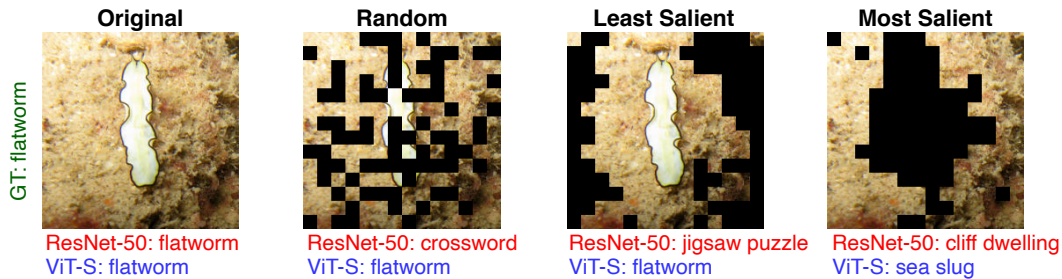 Original
Random
Least Salient
Most Salient
GT: flatworm
ResNet-50: flatworm
ViT-S: flatworm
ResNet-50: crossword
ViT-S: flatworm
ResNet-50: jigsaw puzzle
ViT-S: flatworm
ResNet-50: cliff dwelling
ViT-S: sea slug